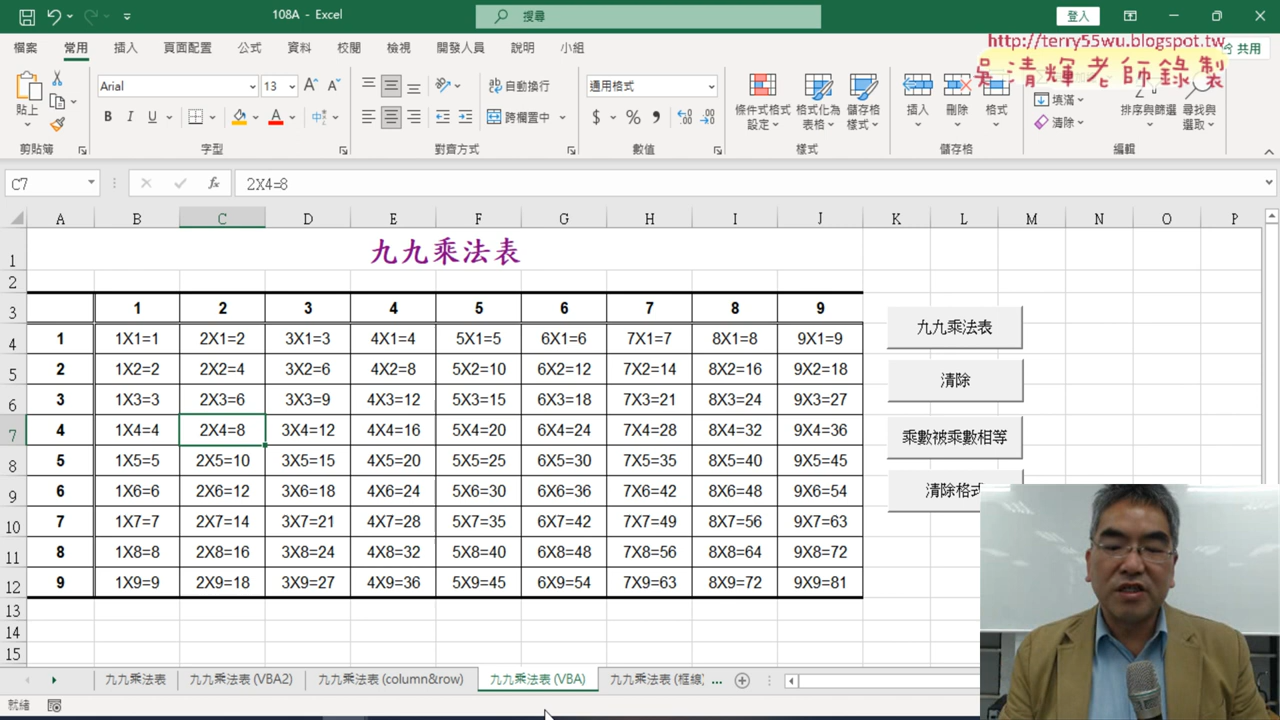 108A - Excel
搜尋
登入
檔案 常用 插入 頁面配置 公式 資料 校閱 檢視 開發人員 說明 小組
共用
http://terry55wu.blogspot.tw
吳清輝老師錄製
貼上
Arial 13
B I U
自動換行
跨欄置中
通用格式
$ %
條件式格式設定
格式化為表格
儲存格樣式
插入
刪除
格式
填滿
清除
排序與篩選
尋找與選取
剪貼簿 字型 對齊方式 數值 樣式 儲存格 編輯
C7 fx 2X4=8
A B C D E F G H I J K L M N O P
1 九九乘法表
2
3 1 2 3 4 5 6 7 8 9
4 1 1X1=1 2X1=2 3X1=3 4X1=4 5X1=5 6X1=6 7X1=7 8X1=8 9X1=9
5 2 1X2=2 2X2=4 3X2=6 4X2=8 5X2=10 6X2=12 7X2=14 8X2=16 9X2=18
6 3 1X3=3 2X3=6 3X3=9 4X3=12 5X3=15 6X3=18 7X3=21 8X3=24 9X3=27
7 4 1X4=4 2X4=8 3X4=12 4X4=16 5X4=20 6X4=24 7X4=28 8X4=32 9X4=36
8 5 1X5=5 2X5=10 3X5=15 4X5=20 5X5=25 6X5=30 7X5=35 8X5=40 9X5=45
9 6 1X6=6 2X6=12 3X6=18 4X6=24 5X6=30 6X6=36 7X6=42 8X6=48 9X6=54
10 7 1X7=7 2X7=14 3X7=21 4X7=28 5X7=35 6X7=42 7X7=49 8X7=56 9X7=63
11 8 1X8=8 2X8=16 3X8=24 4X8=32 5X8=40 6X8=48 7X8=56 8X8=64 9X8=72
12 9 1X9=9 2X9=18 3X9=27 4X9=36 5X9=45 6X9=54 7X9=63 8X9=72 9X9=81
13
14
15
九九乘法表
清除
乘數被乘數相等
清除格式
九九乘法表 九九乘法表 (VBA2) 九九乘法表 (column&row) 九九乘法表 (VBA) 九九乘法表 (框線) ...
就緒